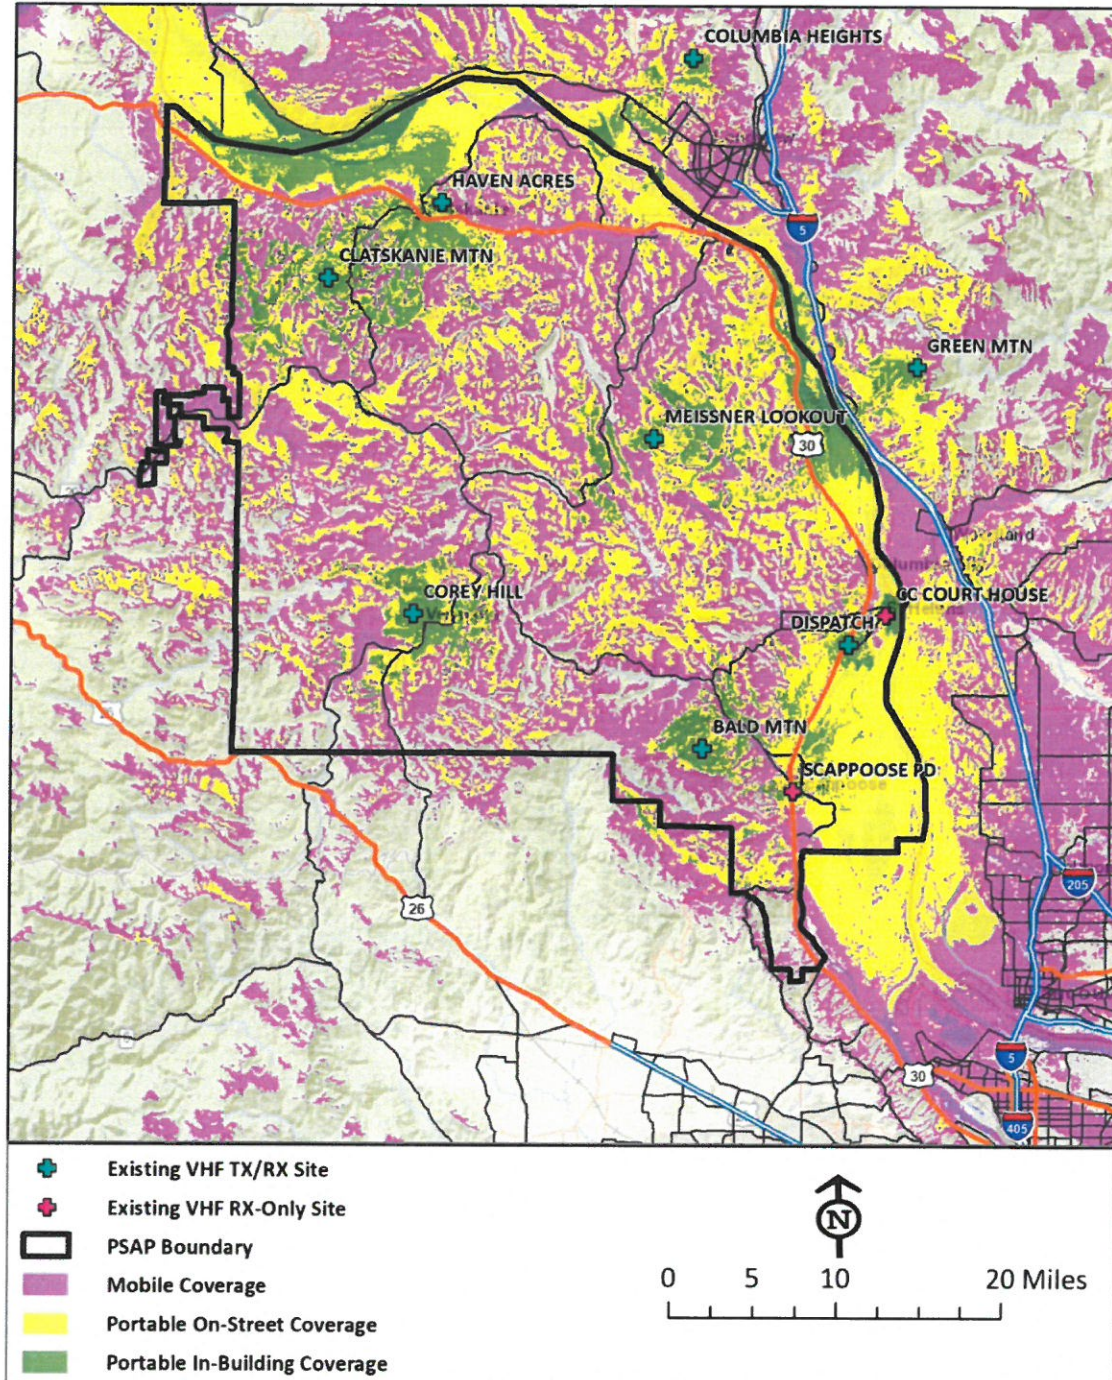 COLUMBIA HEIGHTS
HAVEN ACRES
5
CLATSKANIE MTN
GREEN MTN
MEISSNER LOOKOUT
30
COREY HILL
CC COURT HOUSE
DISPATCH
BALD MTN
SCAPPOOSE PD
205
26
5
30
405
Existing VHF TX/RX Site
Existing VHF RX-Only Site
PSAP Boundary
Mobile Coverage
Portable On-Street Coverage
Portable In-Building Coverage
N
0 5 10 20 Miles